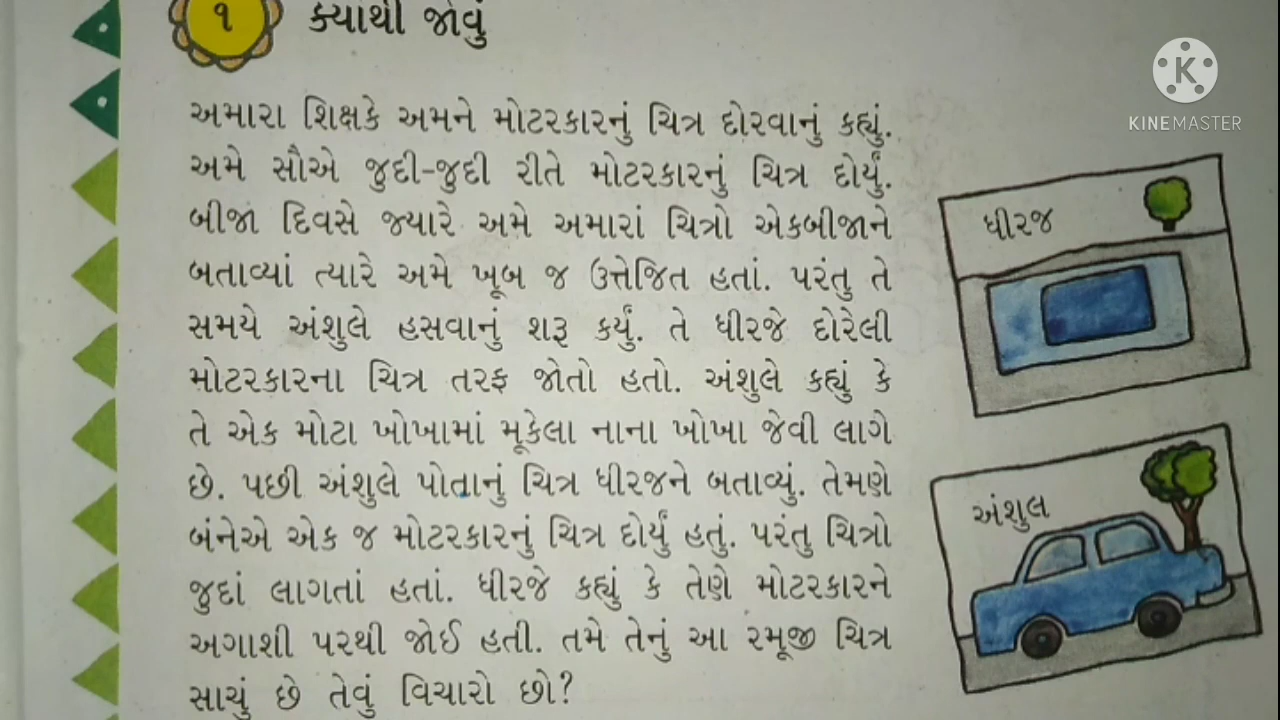 ૧ ક્યાથી જોવું
KINEMASTER
અમારા શિક્ષકે અમને મોટરકારનું ચિત્ર દોરવાનું કહ્યું.
અમે સૌએ જુદી-જુદી રીતે મોટરકારનું ચિત્ર દોર્યું.
બીજા દિવસે જ્યારે અમે અમારાં ચિત્રો એકબીજાને
બતાવ્યાં ત્યારે અમે ખૂબ જ ઉત્તેજિત હતાં. પરંતુ તે
સમયે અંશુલે હસવાનું શરૂ કર્યું. તે ધીરજે દોરેલી
મોટરકારના ચિત્ર તરફ જોતો હતો. અંશુલે કહ્યું કે
તે એક મોટા ખોખામાં મૂકેલા નાના ખોખા જેવી લાગે
છે. પછી અંશુલે પોતાનું ચિત્ર ધીરજને બતાવ્યું. તેમણે
બંનેએ એક જ મોટરકારનું ચિત્ર દોર્યું હતું. પરંતુ ચિત્રો
જુદાં લાગતાં હતાં. ધીરજે કહ્યું કે તેણે મોટરકારને
અગાશી પરથી જોઈ હતી. તમે તેનું આ રમૂજી ચિત્ર
સાચું છે તેવું વિચારો છો?
ધીરજ
અંશુલ